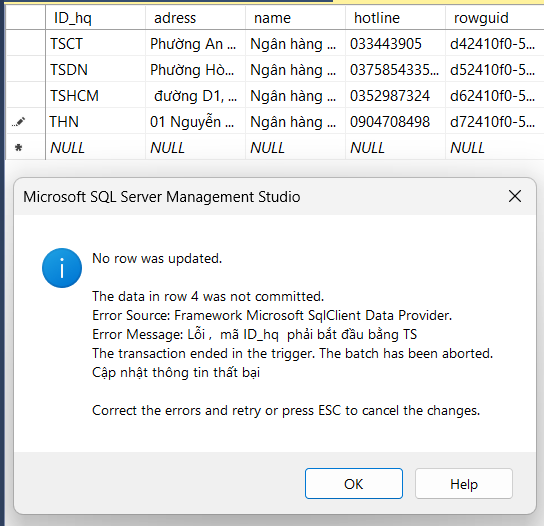 ID_hq adress name hotline rowguid
TSCT Phường An ... Ngân hàng ... 033443905 d42410f0-5...
TSDN Phường Hò... Ngân hàng ... 0375854335... d52410f0-5...
TSHCM đường D1, ... Ngân hàng ... 0352987324 d62410f0-5...
THN 01 Nguyễn ... Ngân hàng ... 0904708498 d72410f0-5...
NULL NULL NULL NULL NULL
Microsoft SQL Server Management Studio
No row was updated.
The data in row 4 was not committed.
Error Source: Framework Microsoft SqlClient Data Provider.
Error Message: Lỗi , mã ID_hq phải bắt đầu bằng TS
The transaction ended in the trigger. The batch has been aborted.
Cập nhật thông tin thất bại
Correct the errors and retry or press ESC to cancel the changes.
OK Help